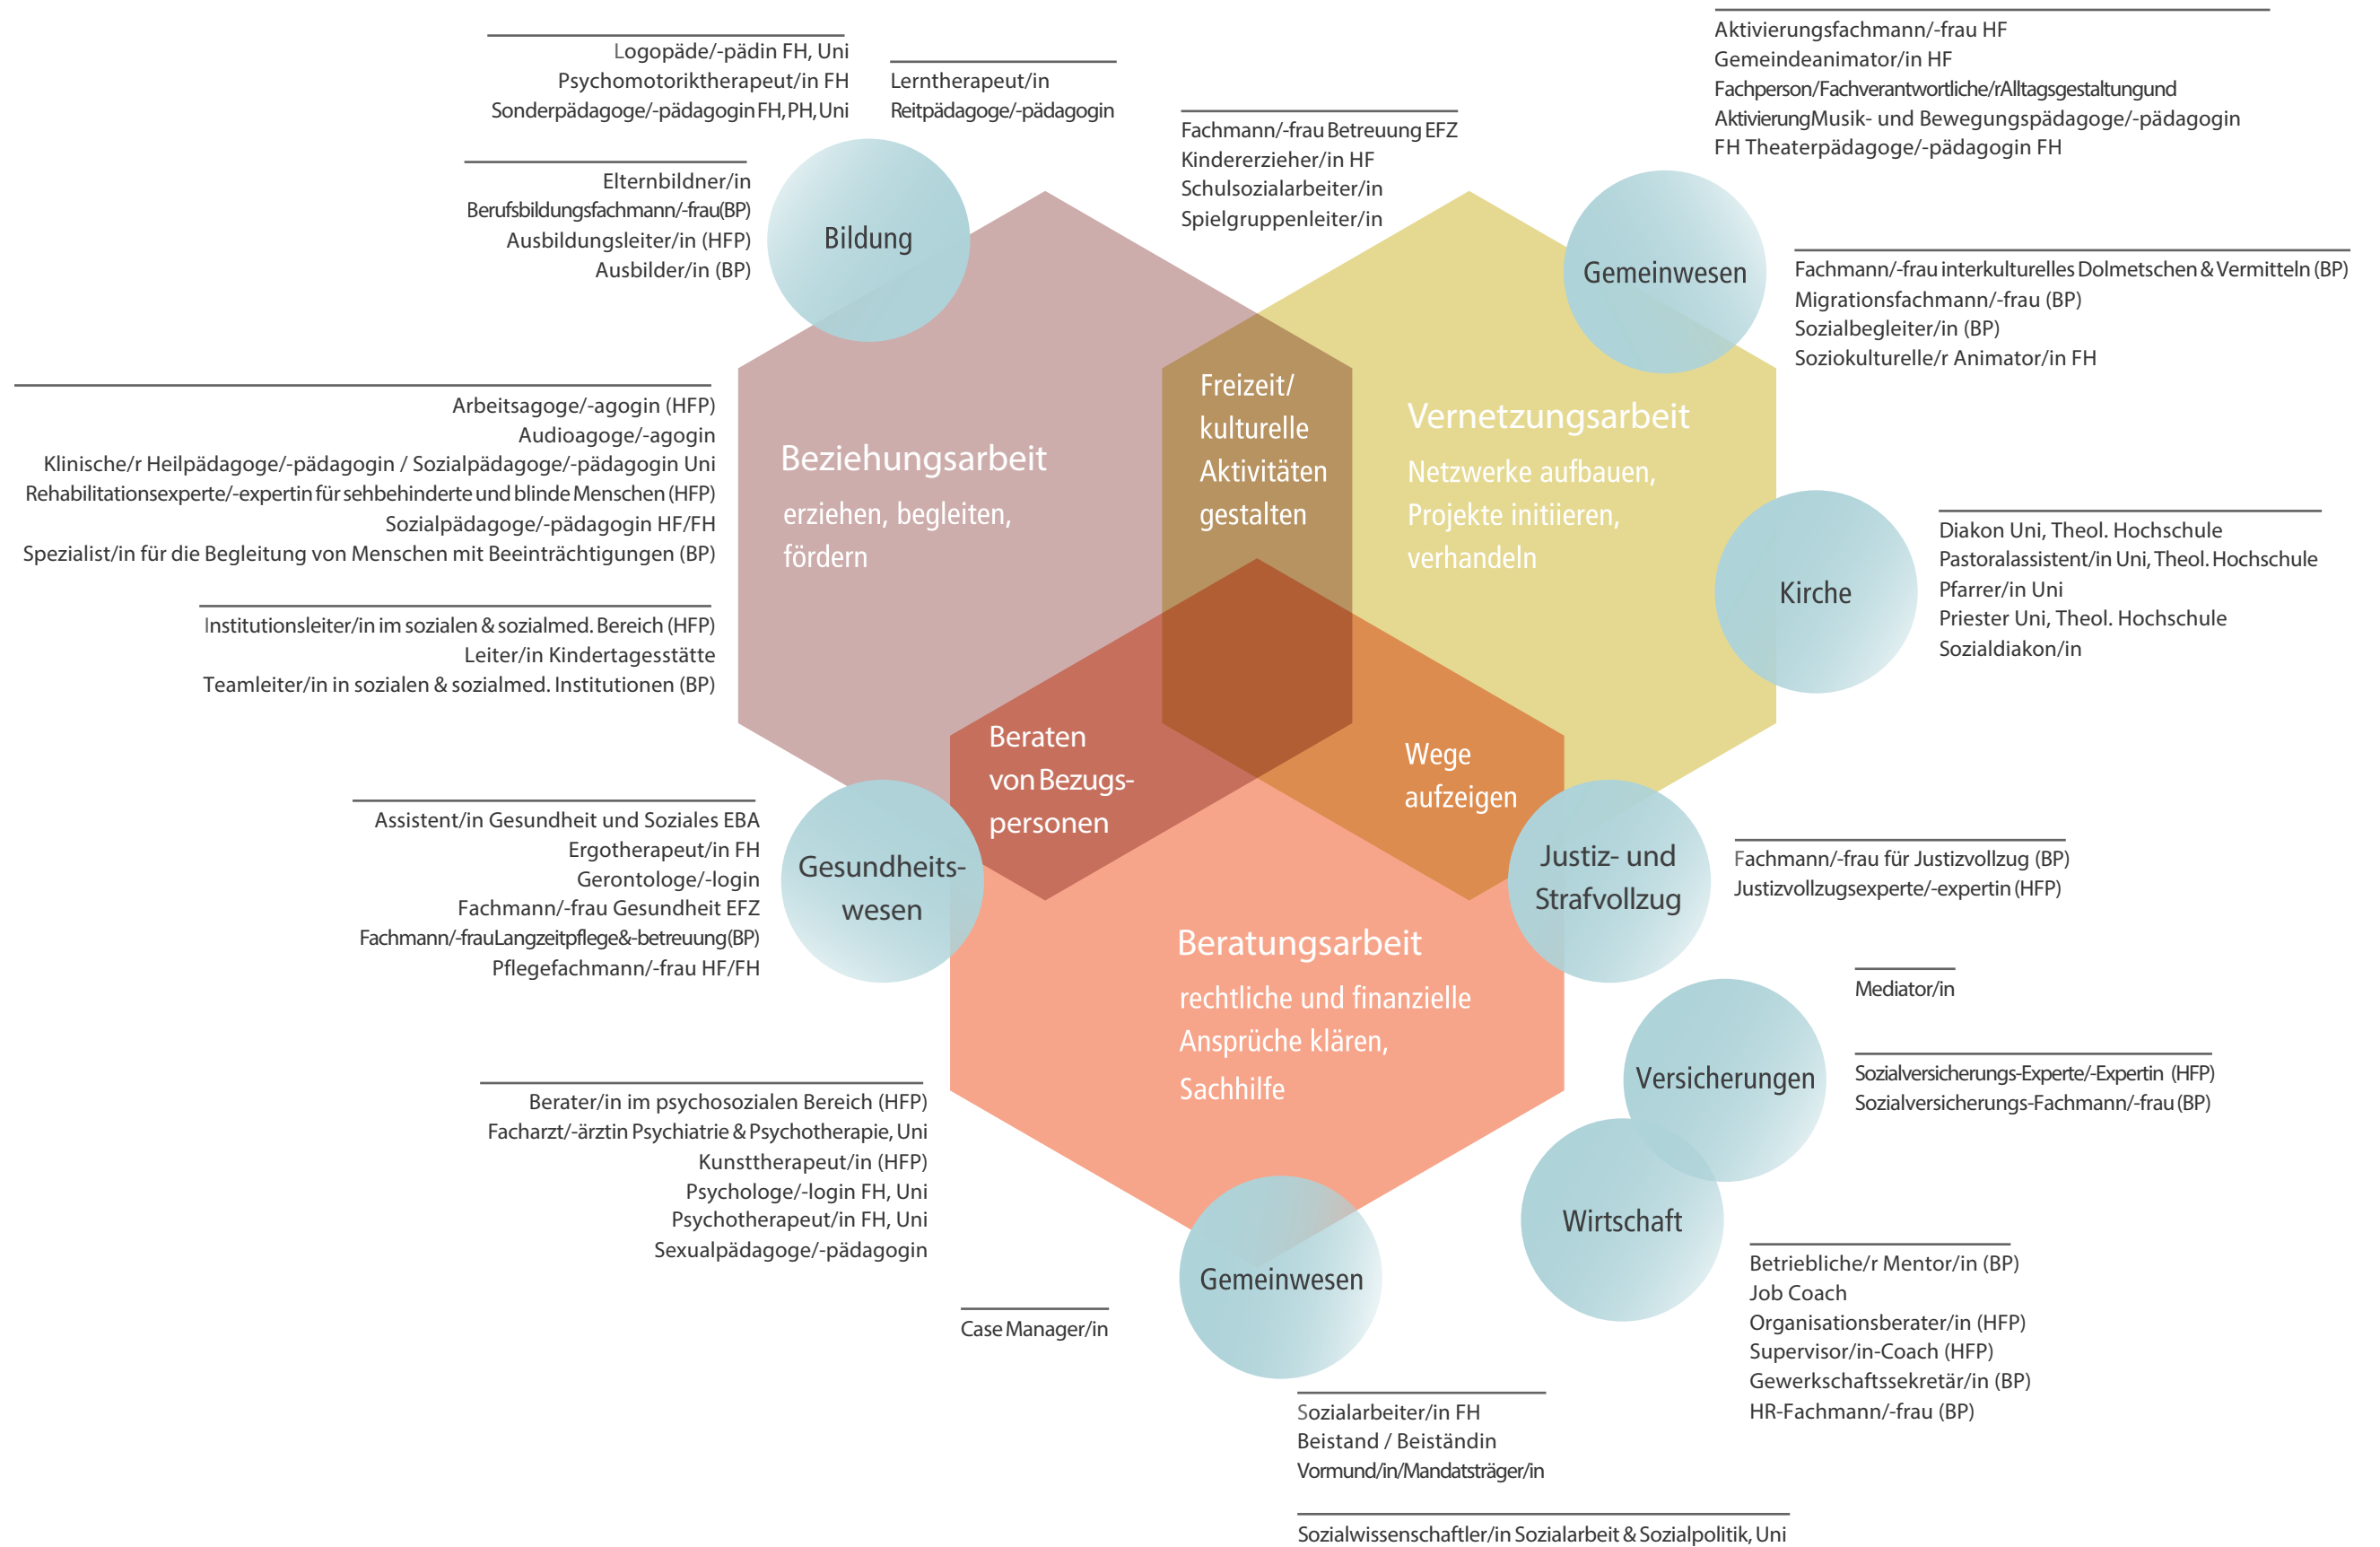 Logopäde/-pädin FH, Uni
Psychomotoriktherapeut/in FH
Sonderpädagoge/-pädagogin FH, PH, Uni
Lerntherapeut/in
Reitpädagoge/-pädagogin
Elternbildner/in
Berufsbildungsfachmann/-frau(BP)
Ausbildungsleiter/in (HFP)
Ausbilder/in (BP)
Bildung
Fachmann/-frau Betreuung EFZ
Kindererzieher/in HF
Schulsozialarbeiter/in
Spielgruppenleiter/in
Aktivierungsfachmann/-frau HF
Gemeindeanimator/in HF
Fachperson/Fachverantwortliche/rAlltagsgestaltungund
AktivierungMusik- und Bewegungspädagoge/-pädagogin
FH Theaterpädagoge/-pädagogin FH
Gemeinwesen
Fachmann/-frau interkulturelles Dolmetschen & Vermitteln (BP)
Migrationsfachmann/-frau (BP)
Sozialbegleiter/in (BP)
Soziokulturelle/r Animator/in FH
Arbeitsagoge/-agogin (HFP)
Audioagoge/-agogin
Klinische/r Heilpädagoge/-pädagogin / Sozialpädagoge/-pädagogin Uni
Rehabilitationsexperte/-expertin für sehbehinderte und blinde Menschen (HFP)
Sozialpädagoge/-pädagogin HF/FH
Spezialist/in für die Begleitung von Menschen mit Beeinträchtigungen (BP)
Institutionsleiter/in im sozialen & sozialmed. Bereich (HFP)
Leiter/in Kindertagesstätte
Teamleiter/in in sozialen & sozialmed. Institutionen (BP)
Beziehungsarbeit
erziehen, begleiten,
fördern
Freizeit/
kulturelle
Aktivitäten
gestalten
Vernetzungsarbeit
Netzwerke aufbauen,
Projekte initiieren,
verhandeln
Kirche
Diakon Uni, Theol. Hochschule
Pastoralassistent/in Uni, Theol. Hochschule
Pfarrer/in Uni
Priester Uni, Theol. Hochschule
Sozialdiakon/in
Beraten
von Bezugs-
personen
Wege
aufzeigen
Assistent/in Gesundheit und Soziales EBA
Ergotherapeut/in FH
Gerontologe/-login
Fachmann/-frau Gesundheit EFZ
Fachmann/-frauLangzeitpflege&-betreuung(BP)
Pflegefachmann/-frau HF/FH
Gesundheits-
wesen
Justiz- und
Strafvollzug
Fachmann/-frau für Justizvollzug (BP)
Justizvollzugsexperte/-expertin (HFP)
Beratungsarbeit
rechtliche und finanzielle
Ansprüche klären,
Sachhilfe
Mediator/in
Versicherungen
Sozialversicherungs-Experte/-Expertin (HFP)
Sozialversicherungs-Fachmann/-frau (BP)
Berater/in im psychosozialen Bereich (HFP)
Facharzt/-ärztin Psychiatrie & Psychotherapie, Uni
Kunsttherapeut/in (HFP)
Psychologe/-login FH, Uni
Psychotherapeut/in FH, Uni
Sexualpädagoge/-pädagogin
Wirtschaft
Betriebliche/r Mentor/in (BP)
Job Coach
Organisationsberater/in (HFP)
Supervisor/in-Coach (HFP)
Gewerkschaftssekretär/in (BP)
HR-Fachmann/-frau (BP)
Gemeinwesen
Case Manager/in
Sozialarbeiter/in FH
Beistand / Beiständin
Vormund/in/Mandatsträger/in
Sozialwissenschaftler/in Sozialarbeit & Sozialpolitik, Uni